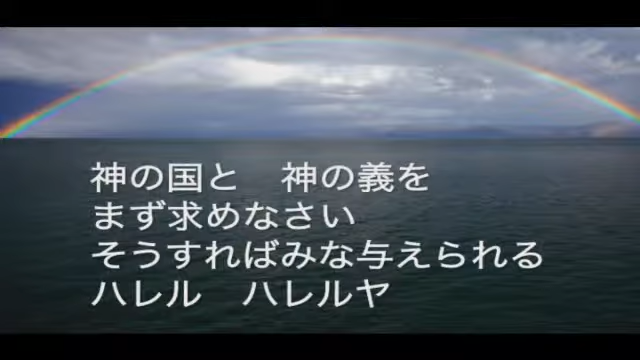 神の国と　神の義を
まず求めなさい
そうすればみな与えられる
ハレル　ハレルヤ